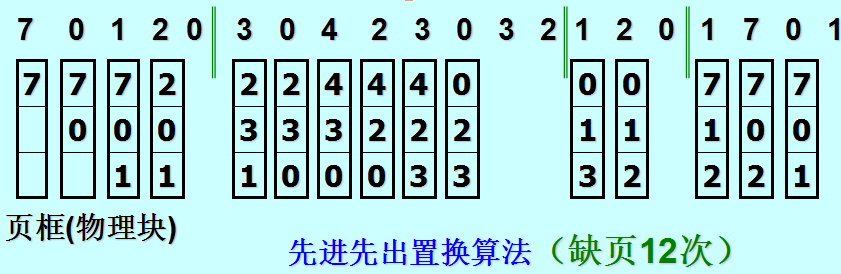 7 0 1 2 0 3 0 4 2 3 0 3 2 1 2 0 1 7 0 1
7 7 7 2 2 2 4 4 4 0 0 0 7 7 7
0 0 0 3 3 3 2 2 2 1 1 1 0 0
1 1 1 0 0 0 3 3 3 2 2 2 1
页框(物理块)
先进先出置换算法（缺页12次）